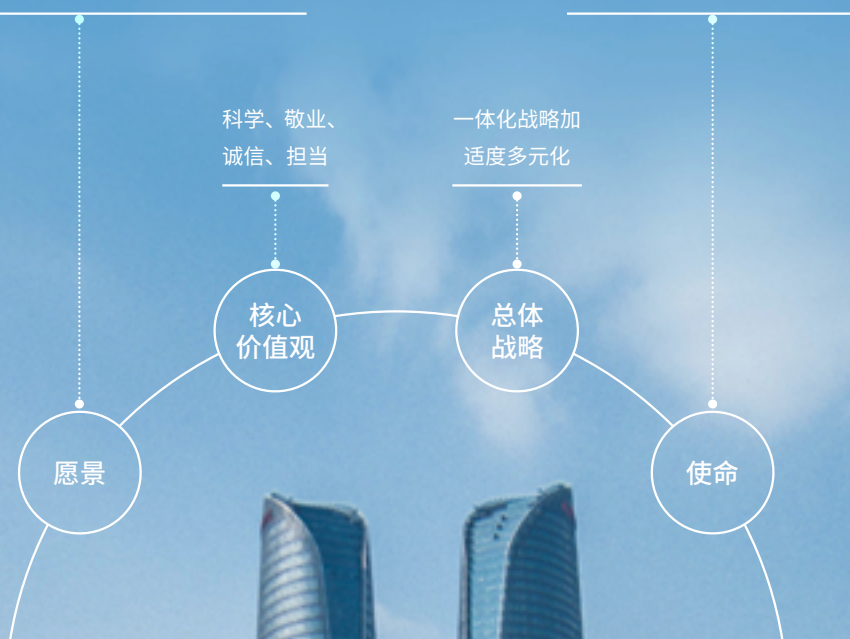 科学、敬业、
诚信、担当
一体化战略加
适度多元化
核心
价值观
总体
战略
愿景
使命